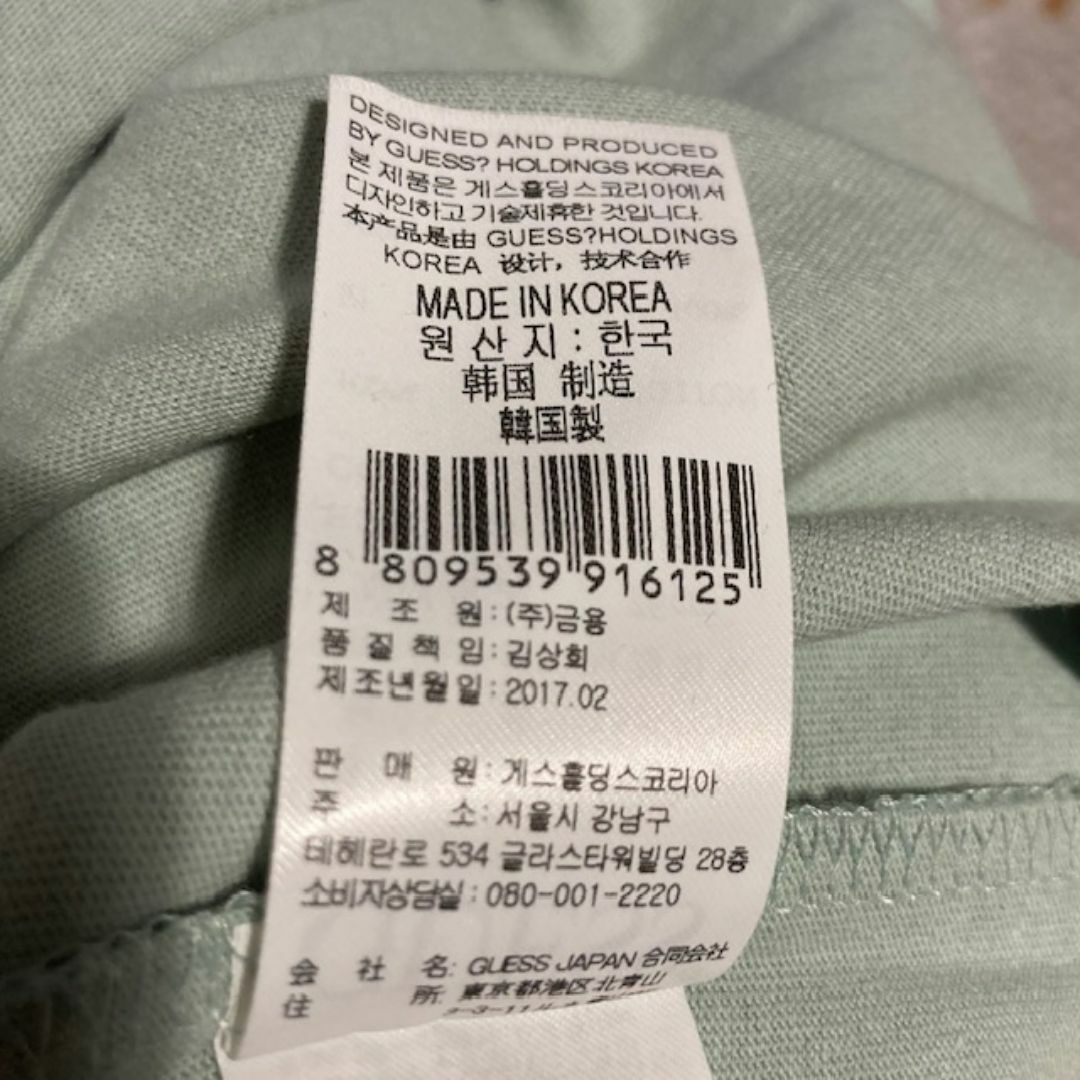 DESIGNED AND PRODUCED
BY GUESS? HOLDINGS KOREA
본 제품은 게스홀딩스코리아에서
디자인하고 기술제휴한 것입니다.
本产品是由 GUESS?HOLDINGS
KOREA 设计, 技术合作
MADE IN KOREA
원 산 지 : 한국
韩国 制造
韓国製
8 809539 916125
제 조 원 : (주)금용
품 질 책 임 : 김상희
제조년월일 : 2017.02
판 매 원 : 게스홀딩스코리아
주 소 : 서울시 강남구
테헤란로 534 글라스타워빌딩 28층
소비자상담실 : 080-001-2220
会 社 名: GUESS JAPAN 合同会社
住 所: 東京都港区北青山